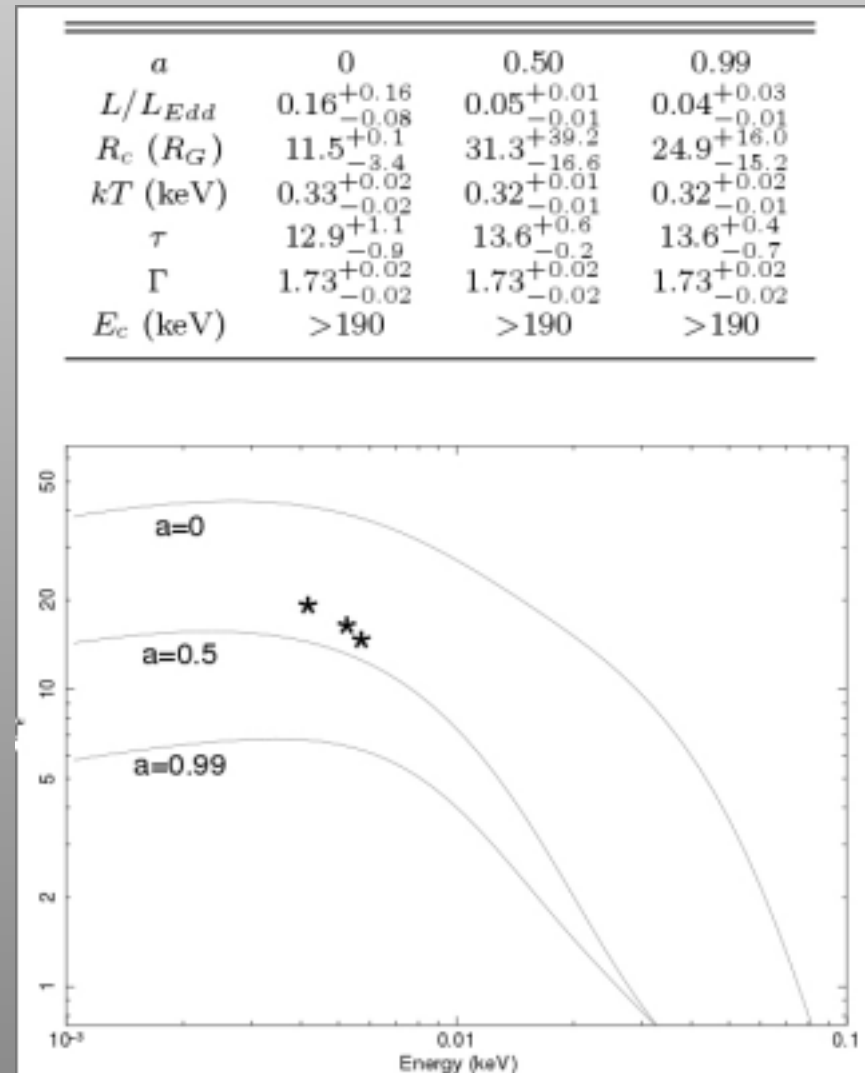 a 0 0.50 0.99
L/L_Edd 0.16^{+0.16}_{-0.08} 0.05^{+0.01}_{-0.01} 0.04^{+0.03}_{-0.01}
R_c (R_G) 11.5^{+0.1}_{-3.4} 31.3^{+39.2}_{-16.6} 24.9^{+16.0}_{-15.2}
kT (keV) 0.33^{+0.02}_{-0.02} 0.32^{+0.01}_{-0.01} 0.32^{+0.02}_{-0.01}
τ 12.9^{+1.1}_{-0.9} 13.6^{+0.6}_{-0.2} 13.6^{+0.4}_{-0.7}
Γ 1.73^{+0.02}_{-0.02} 1.73^{+0.02}_{-0.02} 1.73^{+0.02}_{-0.02}
E_c (keV) >190 >190 >190
50
a=0
20
a=0.5
10
a=0.99
5
2
1
10^{-3} 0.01 0.1
Energy (keV)